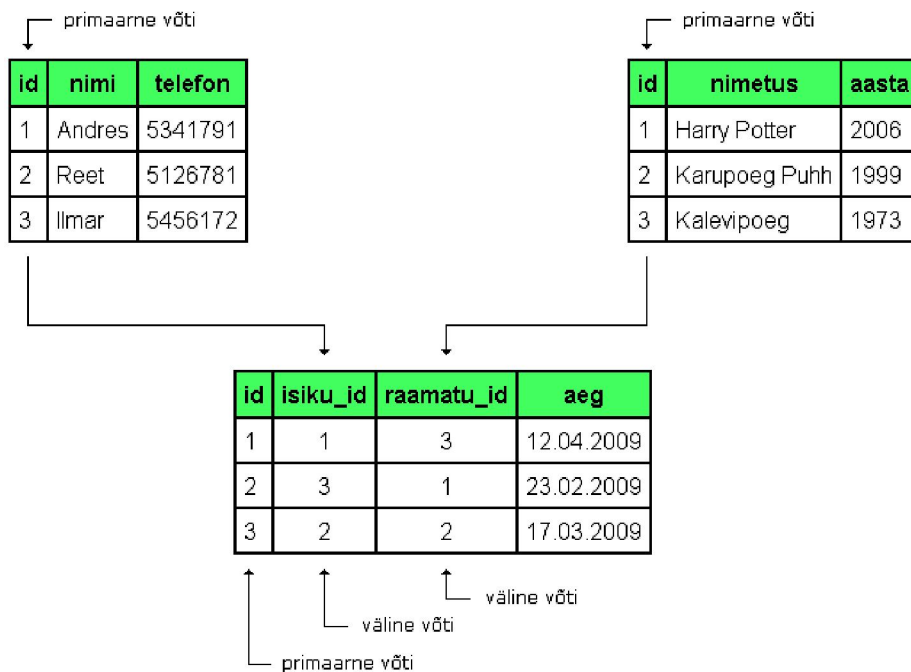 primaarne võti
id nimi telefon
1 Andres 5341791
2 Reet 5126781
3 Ilmar 5456172
primaarne võti
id nimetus aasta
1 Harry Potter 2006
2 Karupoeg Puhh 1999
3 Kalevipoeg 1973
id isiku_id raamatu_id aeg
1 1 3 12.04.2009
2 3 1 23.02.2009
3 2 2 17.03.2009
väline võti
väline võti
primaarne võti